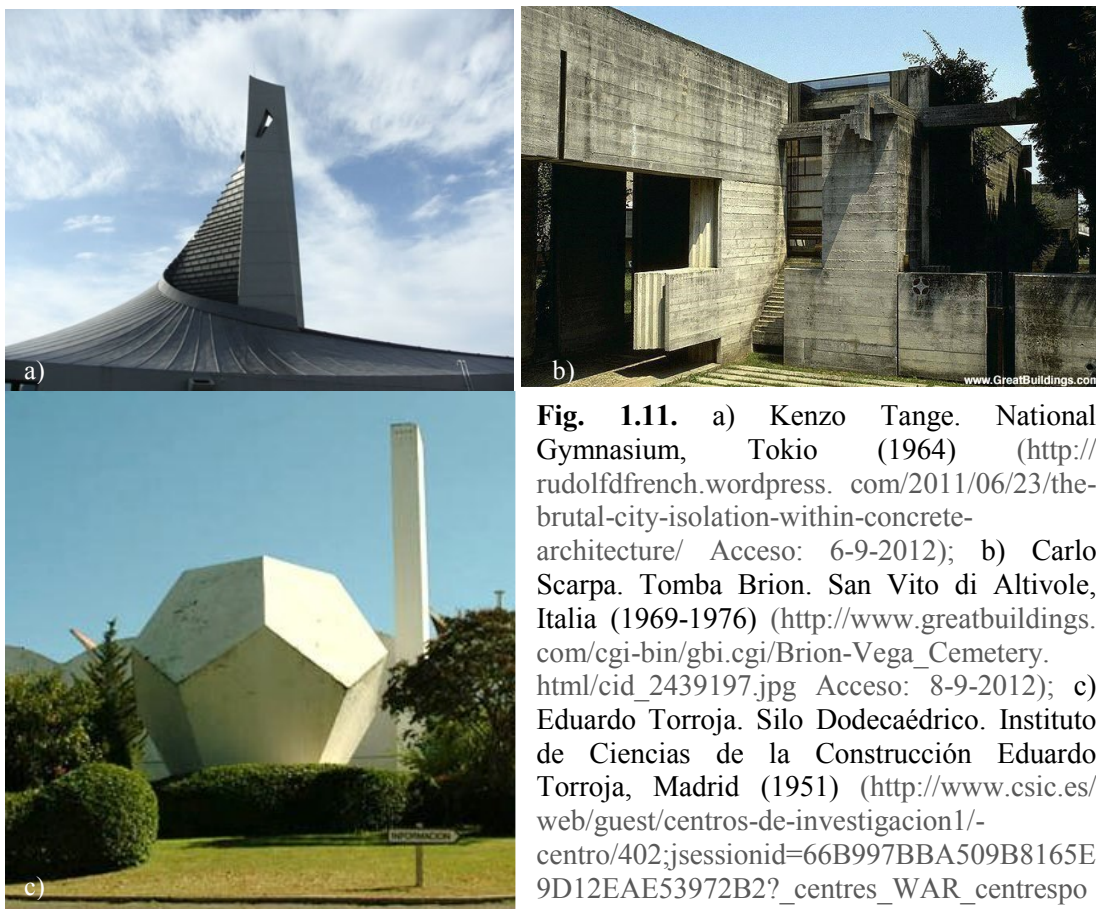 a)
b)
www.GreatBuildings.com
Fig. 1.11. a) Kenzo Tange. National
Gymnasium, Tokio (1964) (http://
rudolfdfrench.wordpress. com/2011/06/23/the-
brutal-city-isolation-within-concrete-
architecture/ Acceso: 6-9-2012); b) Carlo
Scarpa. Tomba Brion. San Vito di Altivole,
Italia (1969-1976) (http://www.greatbuildings.
com/cgi-bin/gbi.cgi/Brion-Vega_Cemetery.
html/cid_2439197.jpg Acceso: 8-9-2012); c)
Eduardo Torroja. Silo Dodecaédrico. Instituto
de Ciencias de la Construcción Eduardo
Torroja, Madrid (1951) (http://www.csic.es/
web/guest/centros-de-investigacion1/-
centro/402;jsessionid=66B997BBA509B8165E
9D12EAE53972B2?_centres_WAR_centrespo
INFORMACION
c)